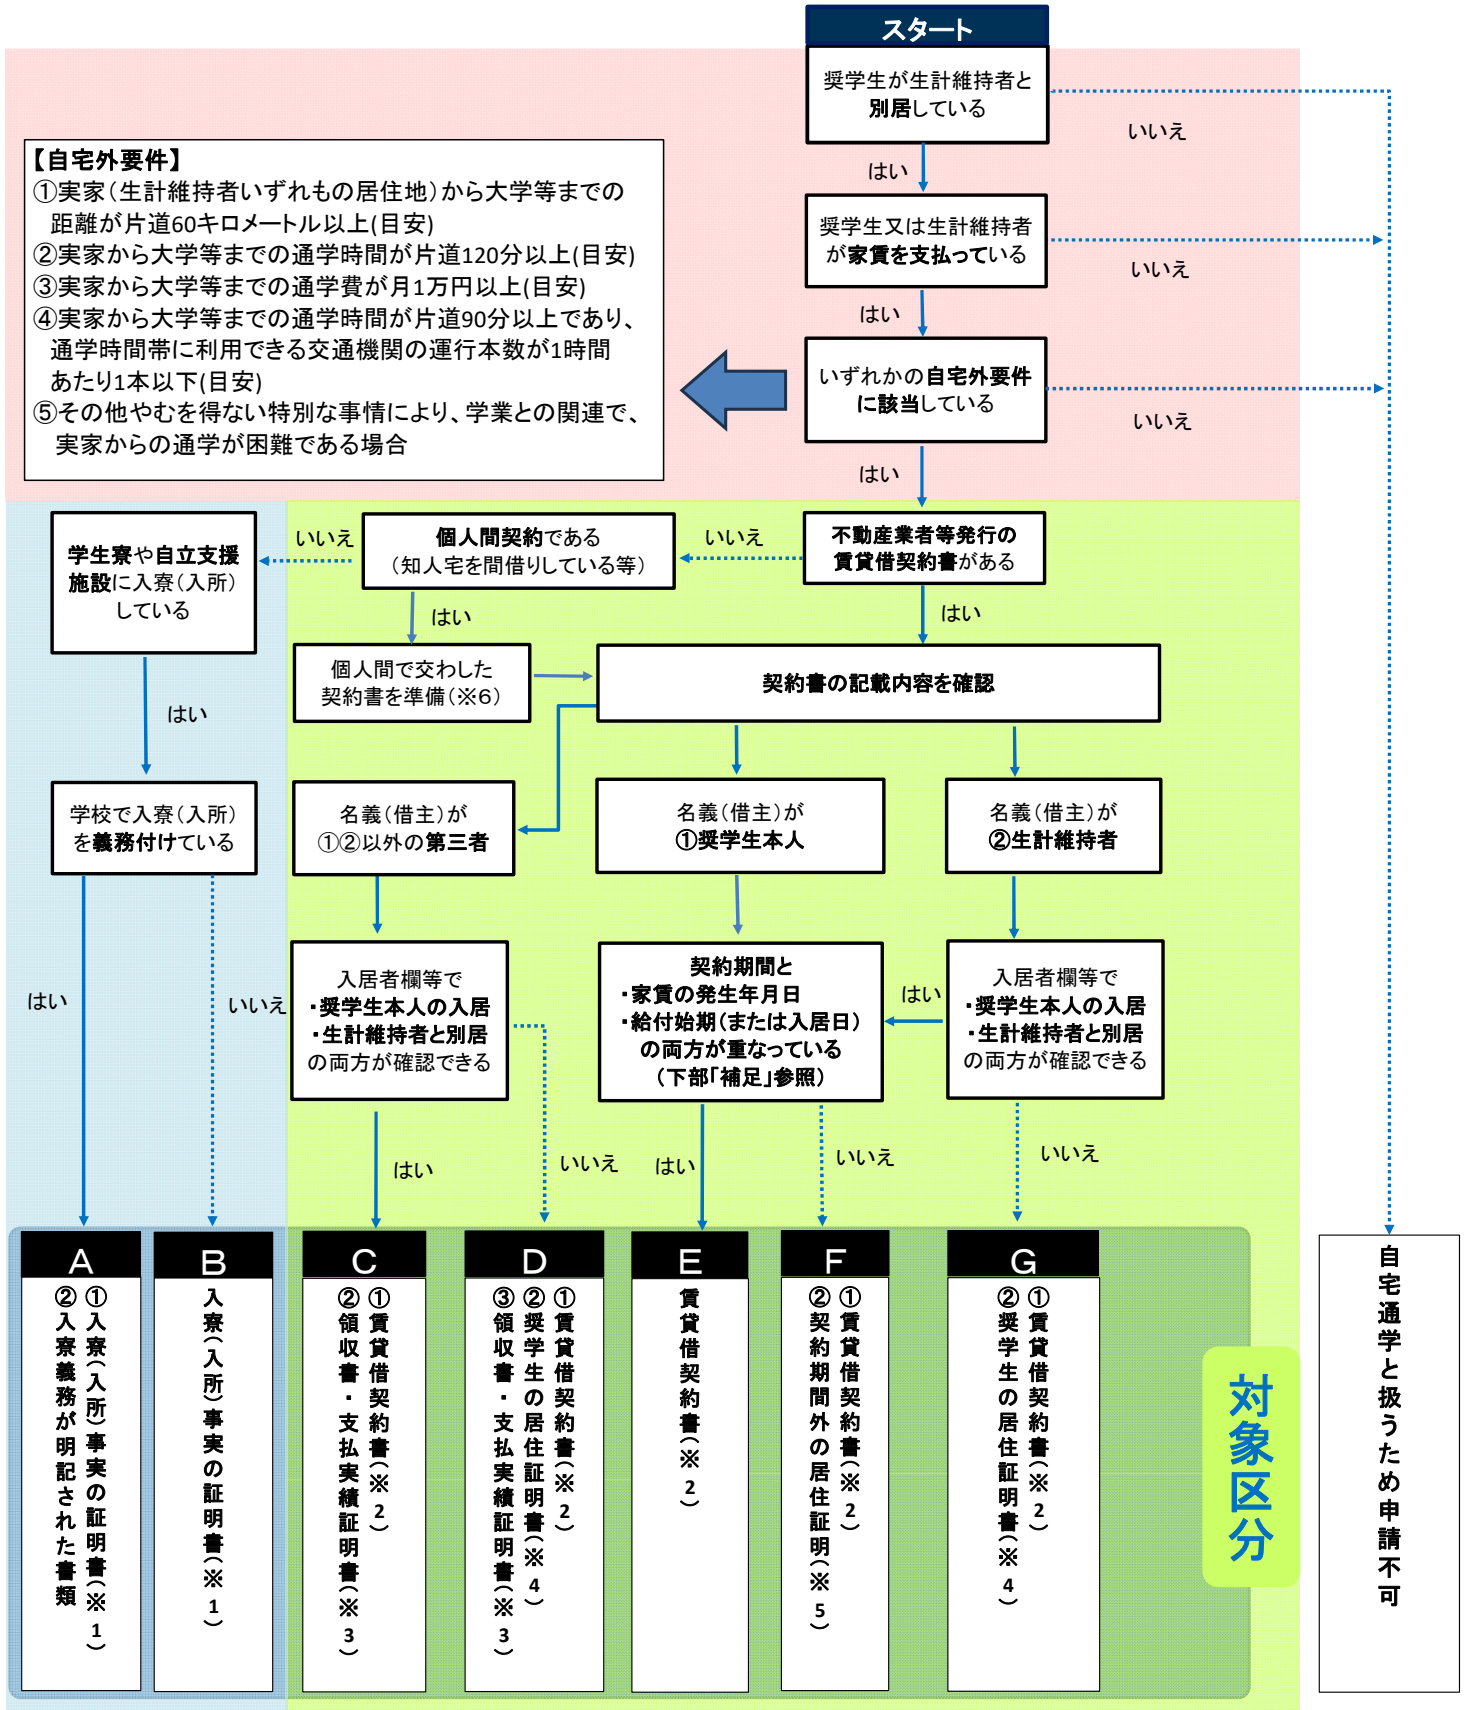 スタート
奨学生が生計維持者と
別居している
いいえ
はい
【自宅外要件】
①実家（生計維持者いずれもの居住地）から大学等までの
距離が片道60キロメートル以上(目安)
②実家から大学等までの通学時間が片道120分以上(目安)
③実家から大学等までの通学費が月1万円以上(目安)
④実家から大学等までの通学時間が片道90分以上であり、
通学時間帯に利用できる交通機関の運行本数が1時間
あたり1本以下(目安)
⑤その他やむを得ない特別な事情により、学業との関連で、
実家からの通学が困難である場合
奨学生又は生計維持者
が家賃を支払っている
いいえ
はい
いずれかの自宅外要件
に該当している
いいえ
はい
不動産業者等発行の
賃貸借契約書がある
いいえ
はい
個人間契約である
（知人宅を間借りしている等）
いいえ
はい
学生寮や自立支援
施設に入寮（入所）
している
はい
個人間で交わした
契約書を準備（※６）
契約書の記載内容を確認
学校で入寮（入所）
を義務付けている
はい
いいえ
名義（借主）が
①②以外の第三者
名義（借主）が
①奨学生本人
名義（借主）が
②生計維持者
入居者欄等で
・奨学生本人の入居
・生計維持者と別居
の両方が確認できる
はい
いいえ
契約期間と
・家賃の発生年月日
・給付始期（または入居日）
の両方が重なっている
（下部「補足」参照）
はい
いいえ
はい
入居者欄等で
・奨学生本人の入居
・生計維持者と別居
の両方が確認できる
いいえ
A
①入寮（入所）事実の証明書（※1）
②入寮義務が明記された書類
B
入寮（入所）事実の証明書（※1）
C
①賃貸借契約書（※2）
②領収書・支払実績証明書（※3）
D
①賃貸借契約書（※2）
②奨学生の居住証明書（※4）
③領収書・支払実績証明書（※3）
E
賃貸借契約書（※2）
F
①賃貸借契約書（※2）
②契約期間外の居住証明（※5）
G
①賃貸借契約書（※2）
②奨学生の居住証明書（※4）
対象区分
自宅通学と扱うため申請不可